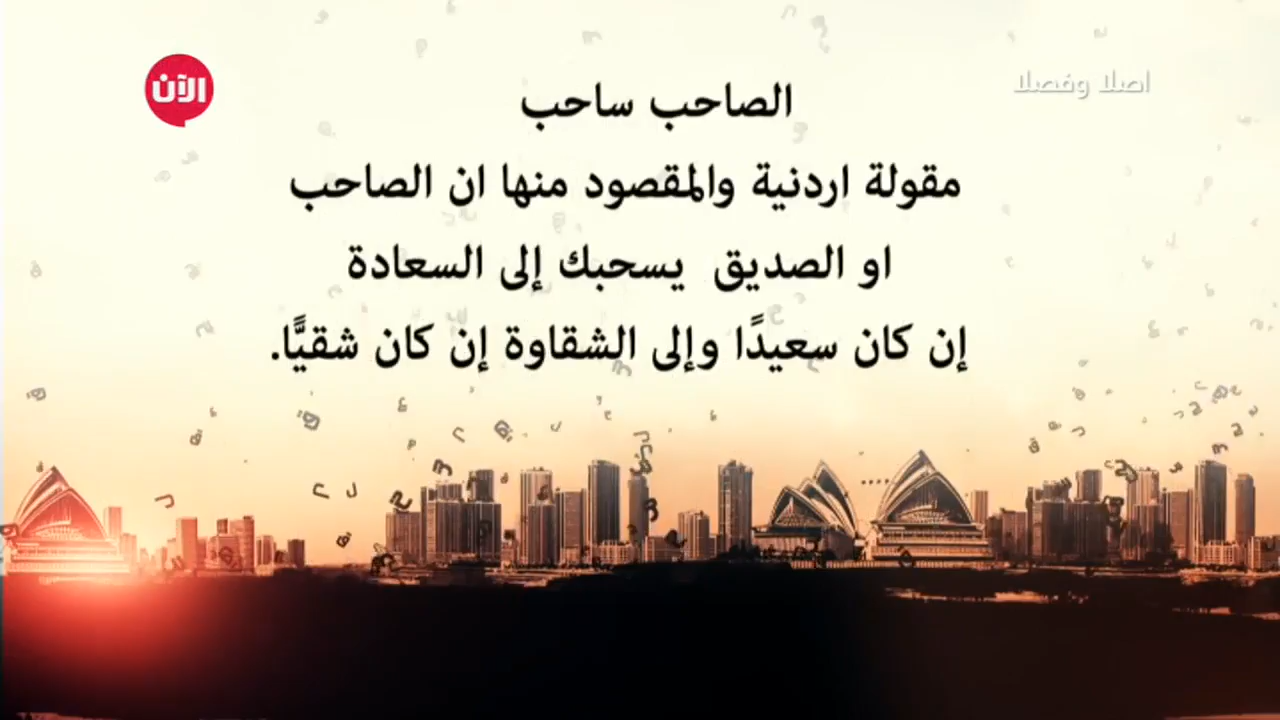 الآن
اصلا وفصلا
الصاحب ساحب
مقولة اردنية والمقصود منها ان الصاحب
او الصديق يسحبك إلى السعادة
إن كان سعيدًا وإلى الشقاوة إن كان شقيًّا.